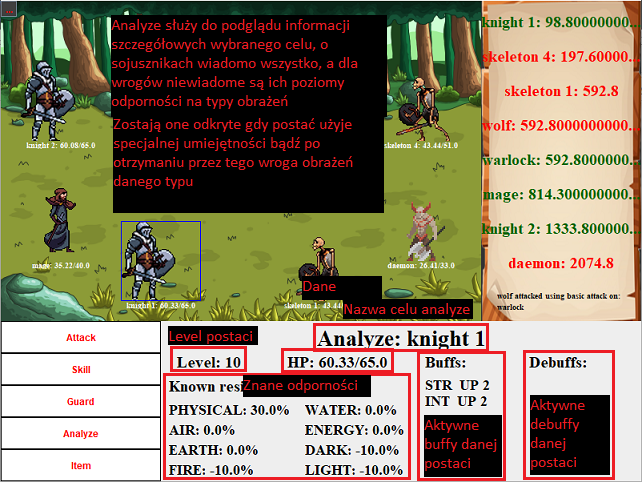 ...
Analyze służy do podglądu informacji
szczegółowych wybranego celu, o
sojusznikach wiadomo wszystko, a dla
wrogów niewiadome są ich poziomy
odporności na typy obrażeń
Zostają one odkryte gdy postać użyje
specjalnej umiejętności bądź po
otrzymaniu przez tego wroga obrażeń
danego typu
knight 2: 60.08/65.0
skeleton 4: 43.44/51.0
mage: 35.22/40.0
daemon: 26.41/33.0
knight 1: 60.33/65.0
skeleton 1: 43.44
Dane
Nazwa celu analyze
knight 1: 98.80000000...
skeleton 4: 197.60000...
skeleton 1: 592.8
wolf: 592.8000000000...
warlock: 592.80000000...
mage: 814.300000000...
knight 2: 1333.800000...
daemon: 2074.8
wolf attacked using basic attack on:
warlock
Attack
Skill
Guard
Analyze
Item
Level postaci
Analyze: knight 1
Level: 10
HP: 60.33/65.0
Known resi
Znane odporności
PHYSICAL: 30.0% WATER: 0.0%
AIR: 0.0% ENERGY: 0.0%
EARTH: 0.0% DARK: -10.0%
FIRE: -10.0% LIGHT: -10.0%
Buffs:
STR UP 2
INT UP 2
Aktywne
buffy danej
postaci
Debuffs:
Aktywne
debuffy
danej
postaci